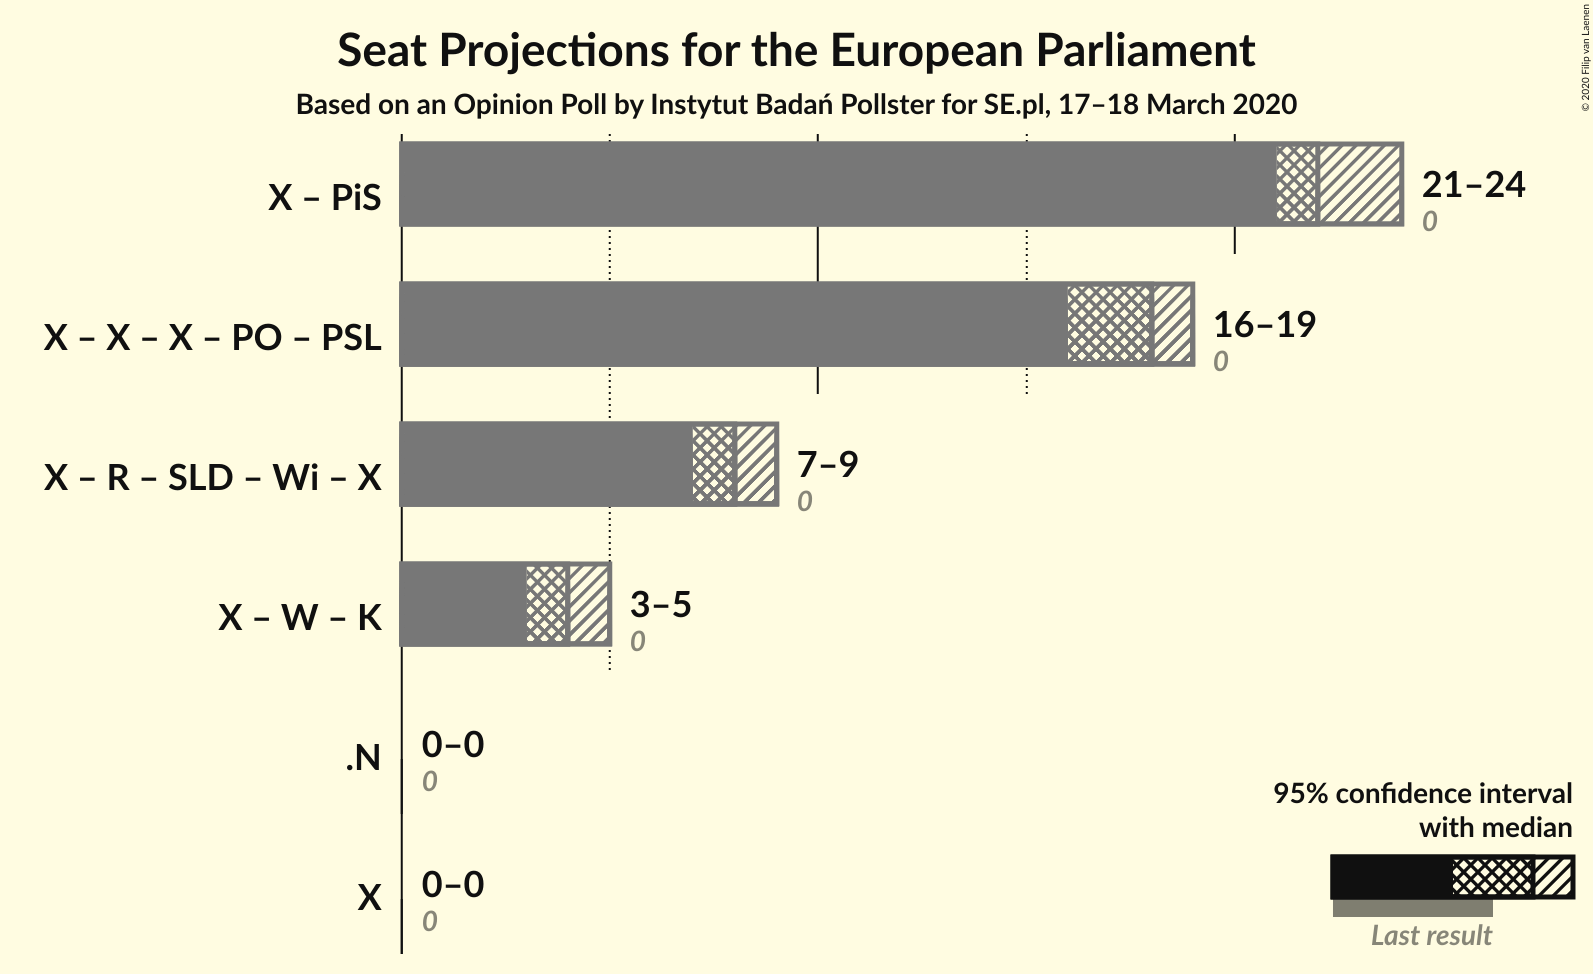 Seat Projections for the European Parliament
Based on an Opinion Poll by Instytut Badań Pollster for SE.pl, 17–18 March 2020
© 2020 Filip van Laenen
X – PiS
21–24
0
X – X – X – PO – PSL
16–19
0
X – R – SLD – Wi – X
7–9
0
X – W – K
3–5
0
.N
0–0
0
X
0–0
0
95% confidence interval
with median
Last result